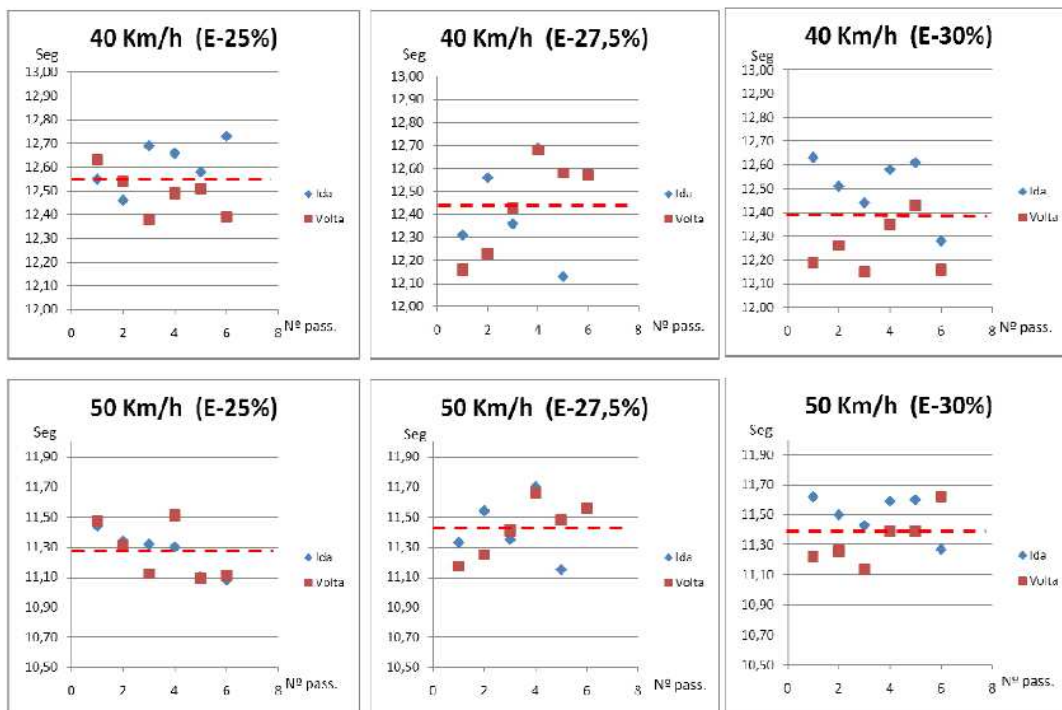 40 Km/h (E-25%)
Seg
13,00
12,90
12,80
12,70
12,60
12,50
12,40
12,30
12,20
12,10
12,00
0 2 4 6 8
Nº pass.
Ida
Volta
40 Km/h (E-27,5%)
Seg
13,00
12,90
12,80
12,70
12,60
12,50
12,40
12,30
12,20
12,10
12,00
0 2 4 6 8
Nº pass.
Ida
Volta
40 Km/h (E-30%)
Seg
13,00
12,90
12,80
12,70
12,60
12,50
12,40
12,30
12,20
12,10
12,00
0 2 4 6 8
Nº pass.
Ida
Volta
50 Km/h (E-25%)
Seg
11,90
11,70
11,50
11,30
11,10
10,90
10,70
10,50
0 2 4 6 8
Nº pass.
Ida
Volta
50 Km/h (E-27,5%)
Seg
11,90
11,70
11,50
11,30
11,10
10,90
10,70
10,50
0 2 4 6 8
Nº pass.
Ida
Volta
50 Km/h (E-30%)
Seg
11,90
11,70
11,50
11,30
11,10
10,90
10,70
10,50
0 2 4 6 8
Nº pass.
Ida
Volta